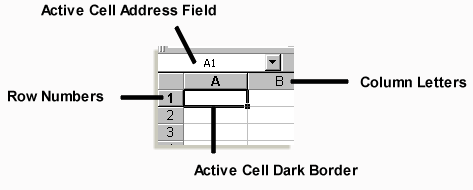 Active Cell Address Field
A1
A B
Column Letters
Row Numbers
1
2
3
Active Cell Dark Border